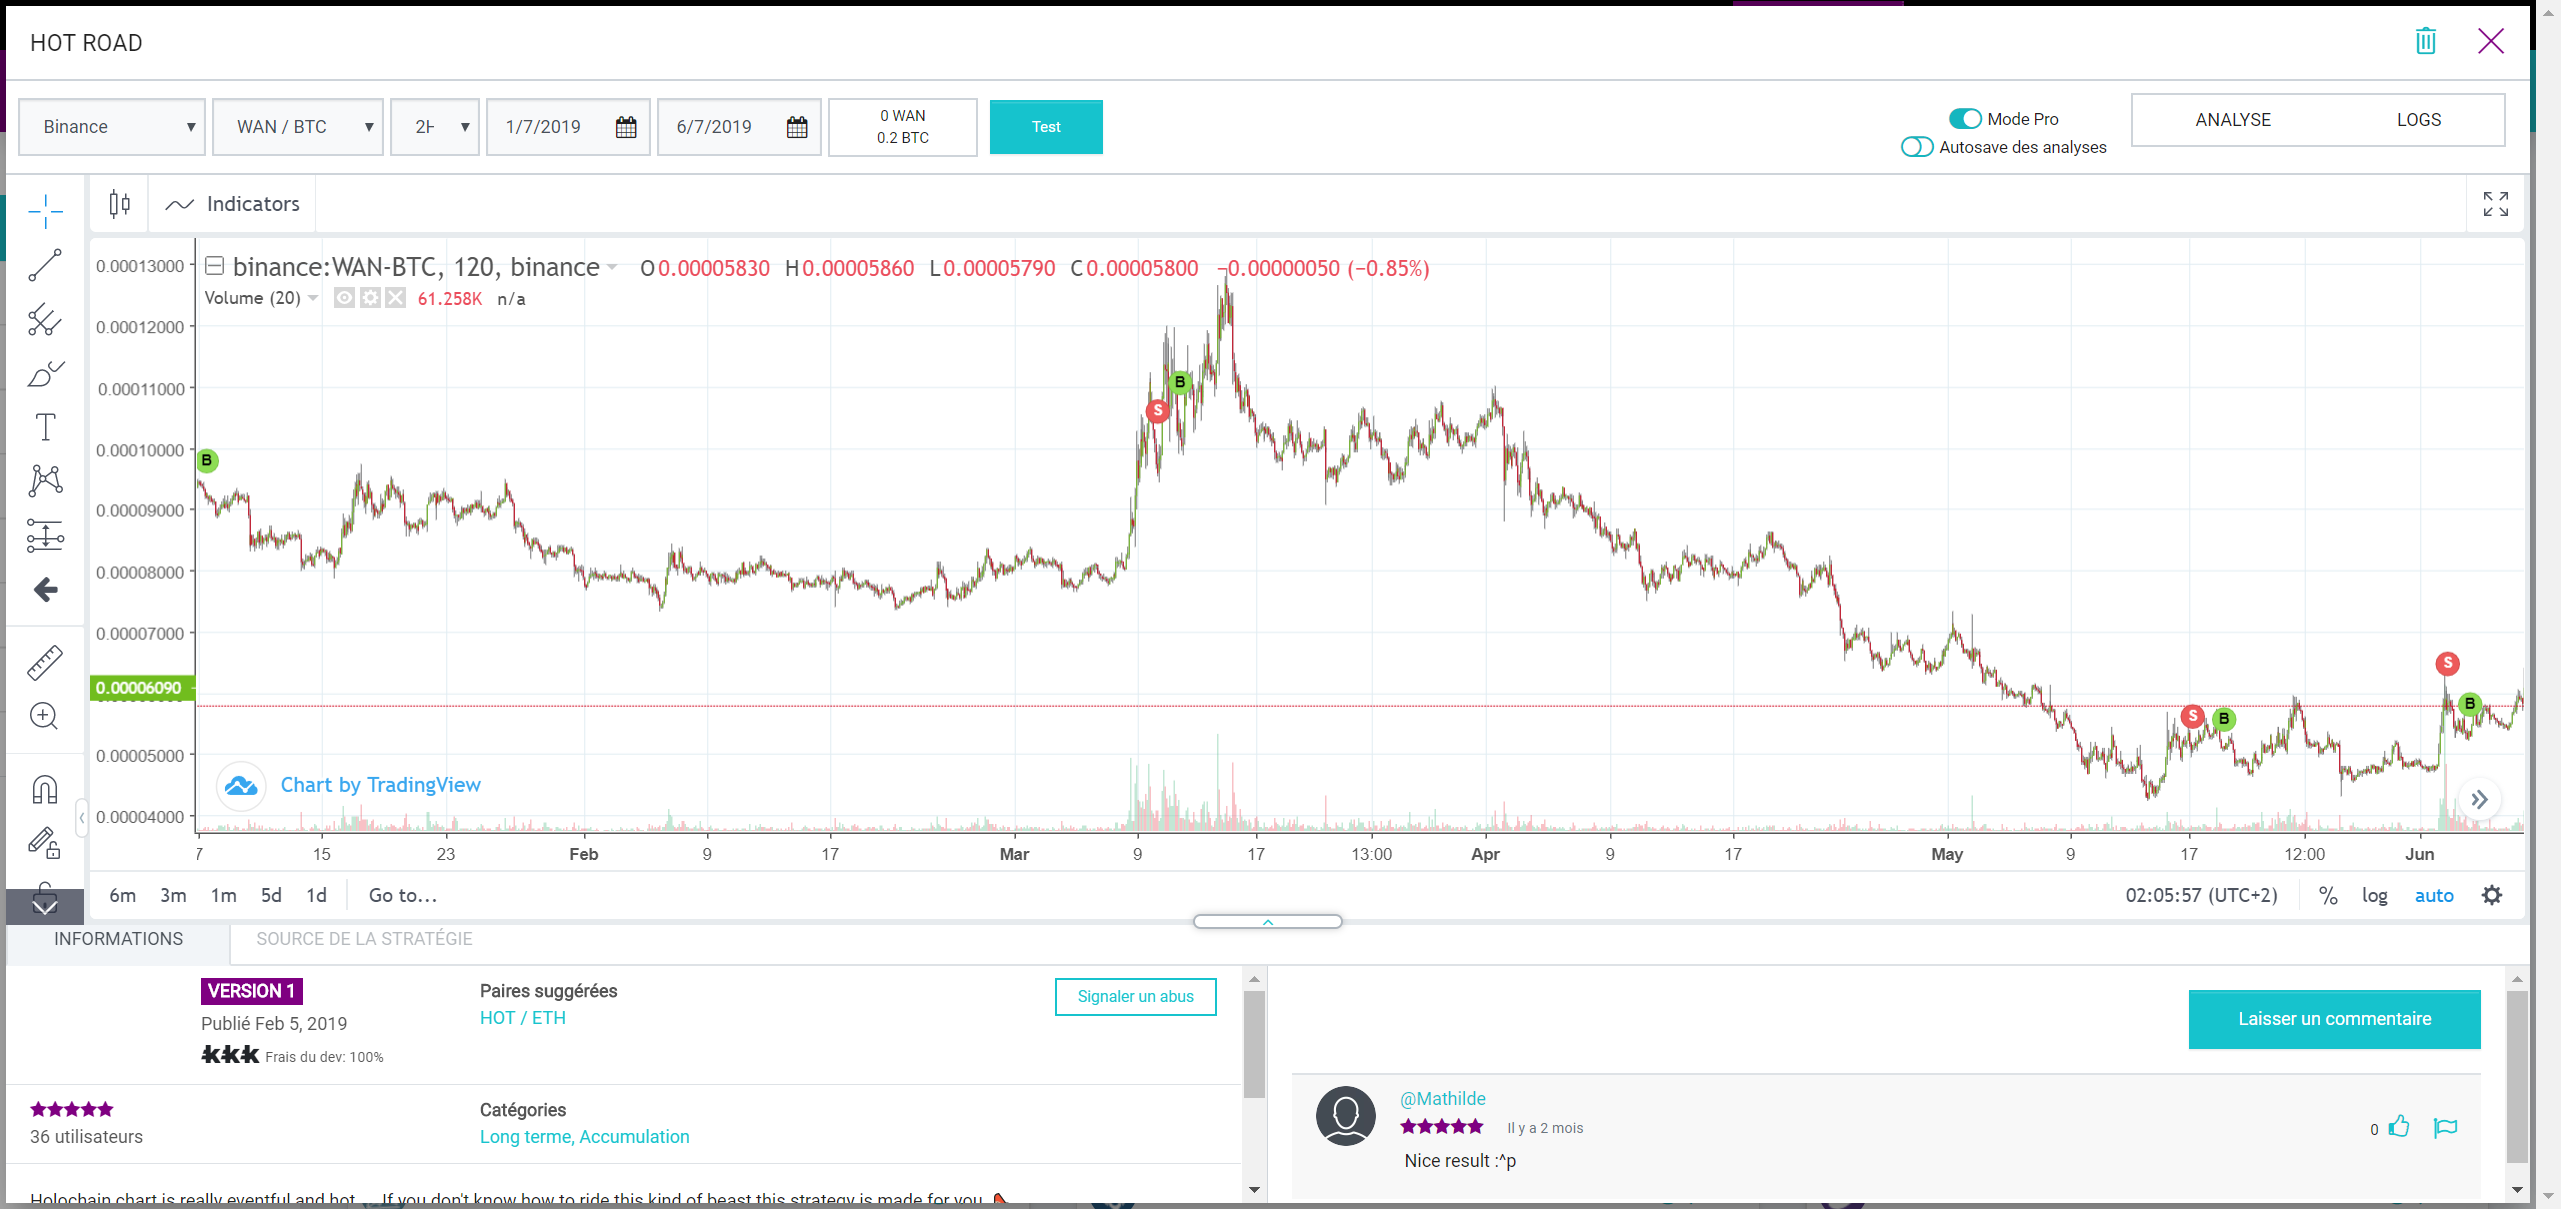 HOT ROAD
Binance
WAN / BTC
2H
1/7/2019
6/7/2019
0 WAN
0.2 BTC
Test
Mode Pro
Autosave des analyses
ANALYSE
LOGS
Indicators
binance:WAN-BTC, 120, binance O0.00005830 H0.00005860 L0.00005790 C0.00005800 −0.00000050 (−0.85%)
Volume (20) 61.258K n/a
0.00013000
0.00012000
0.00011000
0.00010000
0.00009000
0.00008000
0.00007000
0.00006090
0.00005000
0.00004000
B
S
B
S
B
S
B
Chart by TradingView
7 15 23 Feb 9 17 Mar 9 17 13:00 Apr 9 17 May 9 17 12:00 Jun
6m 3m 1m 5d 1d Go to...
02:05:57 (UTC+2) % log auto
INFORMATIONS
SOURCE DE LA STRATÉGIE
VERSION 1
Publié Feb 5, 2019
Frais du dev: 100%
Paires suggérées
HOT / ETH
Signaler un abus
36 utilisateurs
Catégories
Long terme, Accumulation
Holochain chart is really eventful and hot ... If you don't know how to ride this kind of beast this strategy is made for you
Laisser un commentaire
@Mathilde
Il y a 2 mois
0
Nice result :^p